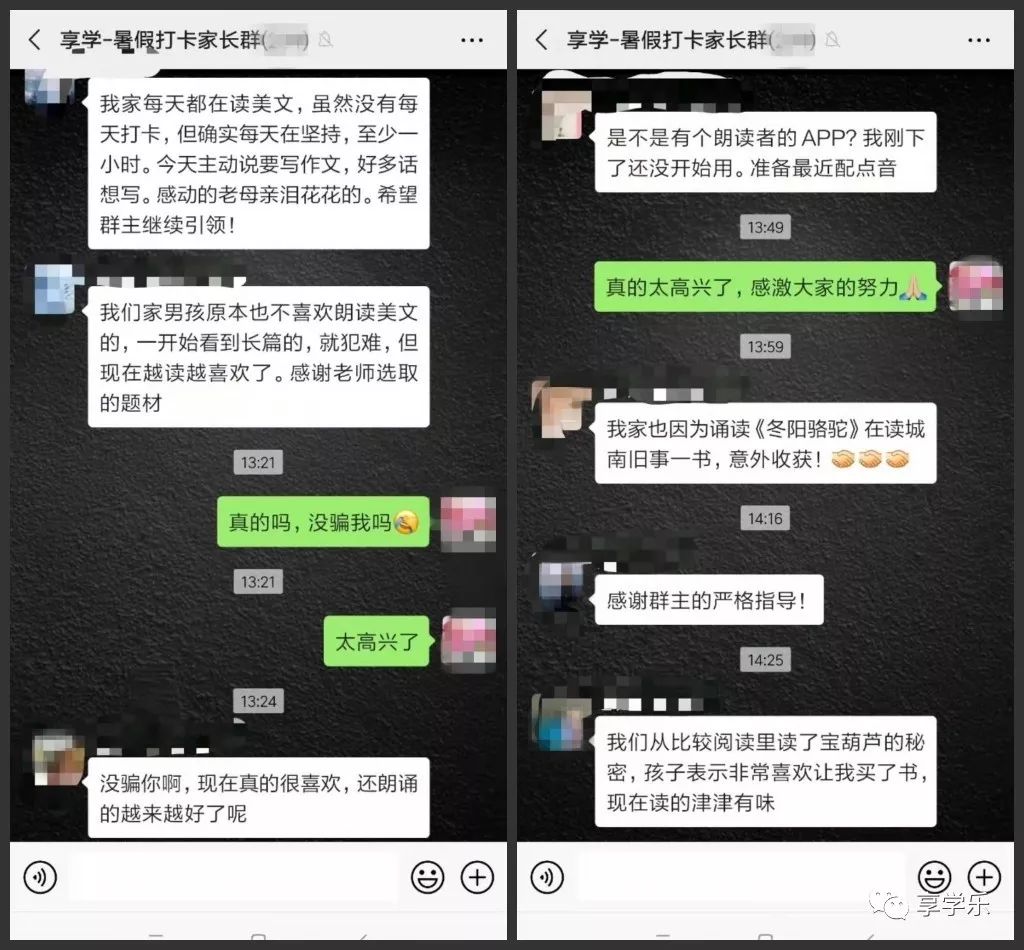 享学-暑假打卡家长群(
我家每天都在读美文，虽然没有每
天打卡，但确实每天在坚持，至少一
小时。今天主动说要写作文，好多话
想写。感动的老母亲泪花花的。希望
群主继续引领！
我们家男孩原本也不喜欢朗读美文
的，一开始看到长篇的，就犯难，但
现在越读越喜欢了。感谢老师选取
的题材
13:21
真的吗，没骗我吗
13:21
太高兴了
13:24
没骗你啊，现在真的很喜欢，还朗诵
的越来越好了呢
享学-暑假打卡家长群(
是不是有个朗读者的APP？我刚下
了还没开始用。准备最近配点音
13:49
真的太高兴了，感激大家的努力🙏
13:59
我家也因为诵读《冬阳骆驼》在读城
南旧事一书，意外收获！🤝🤝🤝
14:16
感谢群主的严格指导！
14:25
我们从比较阅读里读了宝葫芦的秘
密，孩子表示非常喜欢让我买了书，
现在读的津津有味
享学乐